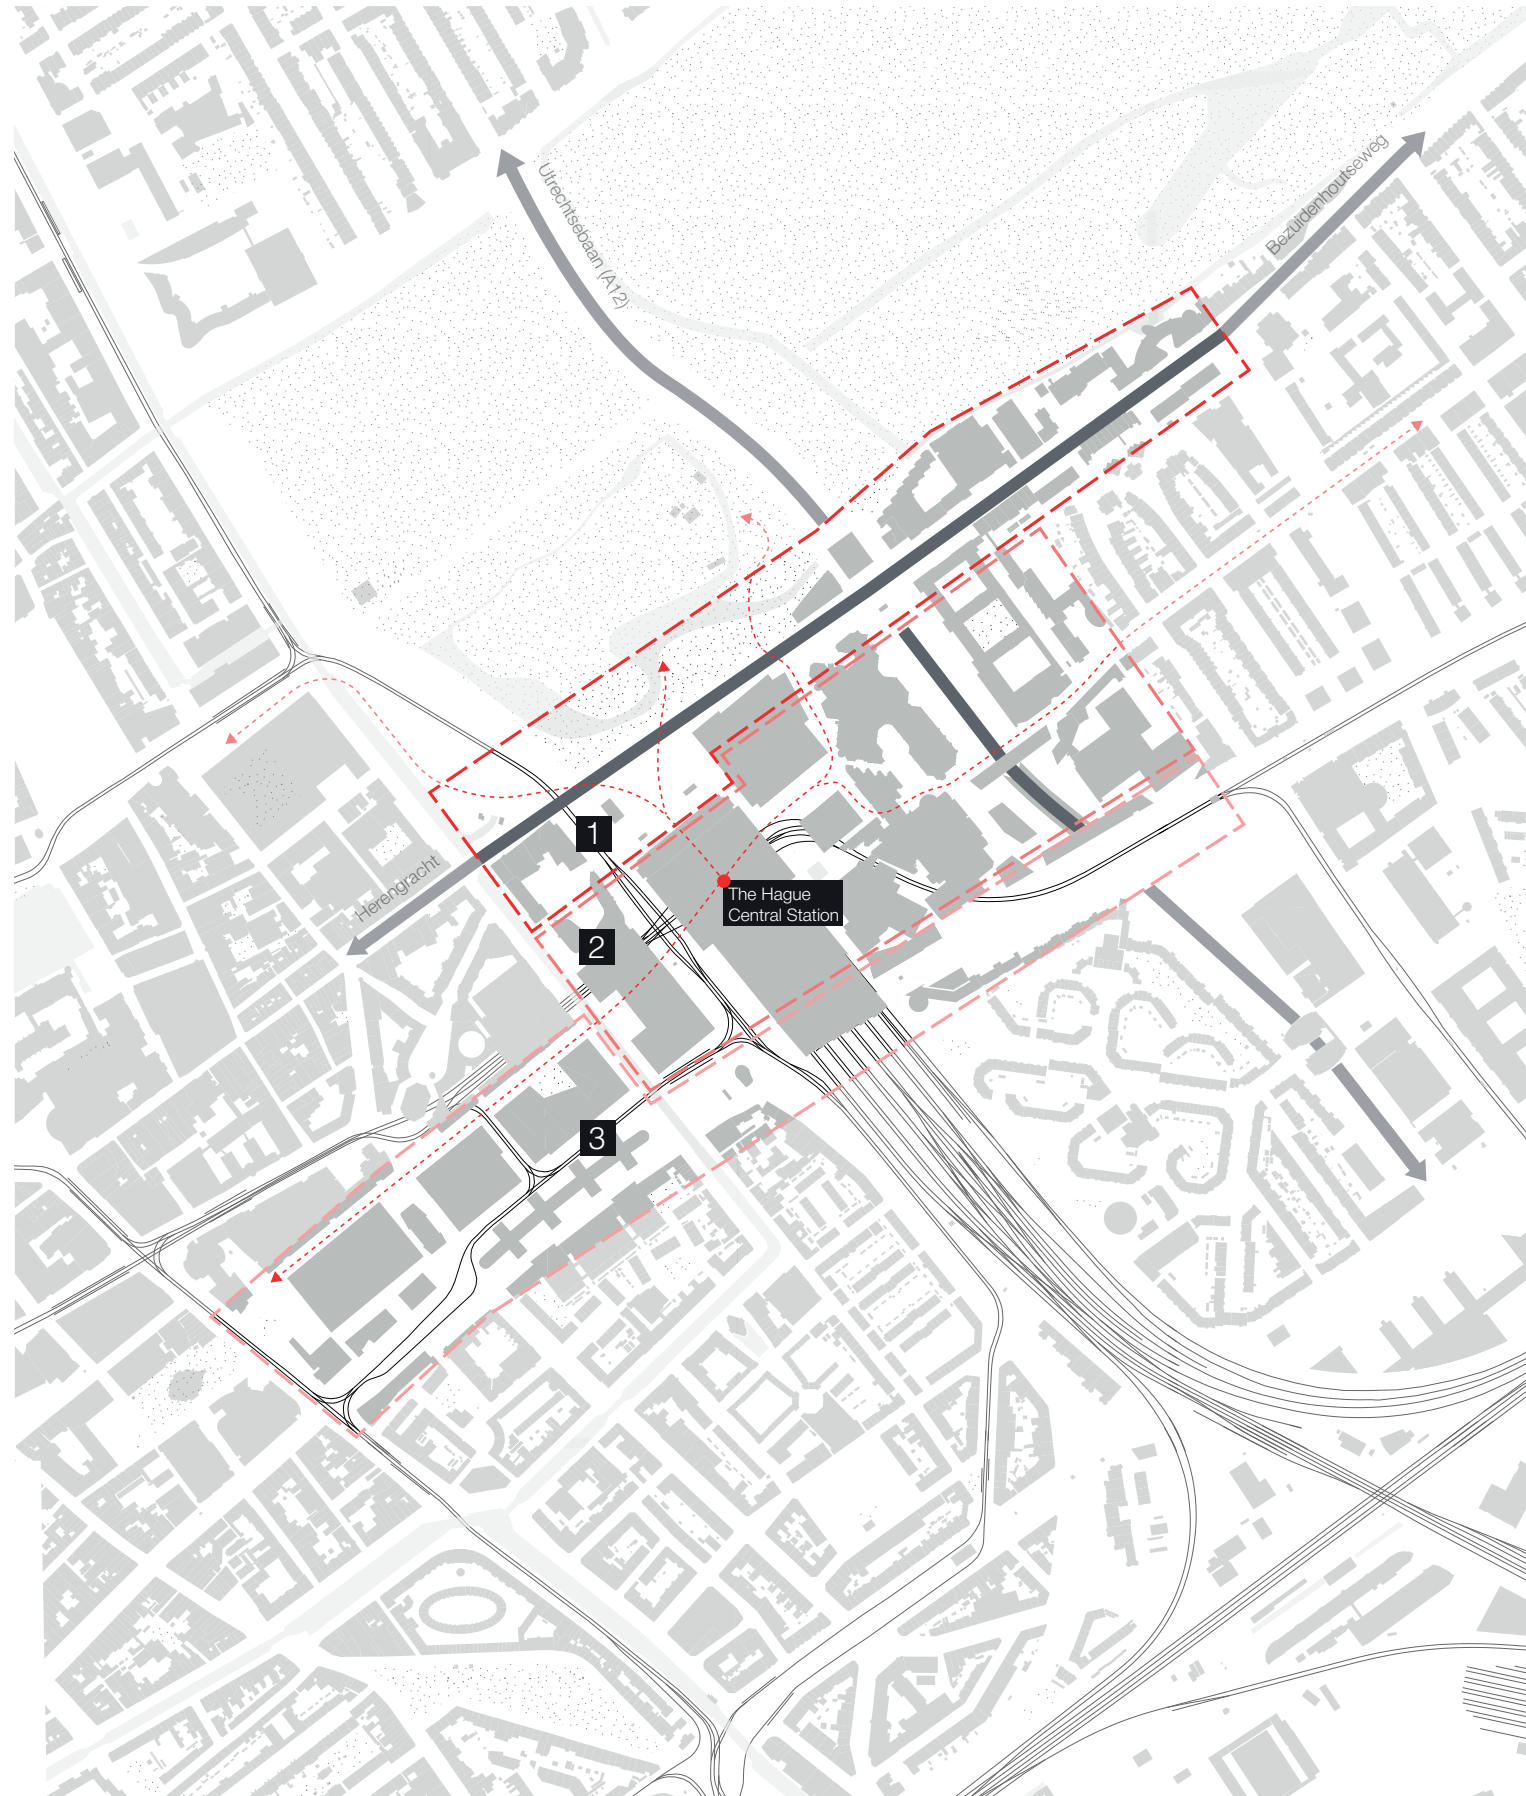 Utrechtsebaan (A12)
Bezuidenhoutseweg
1
Herengracht
The Hague
Central Station
2
3